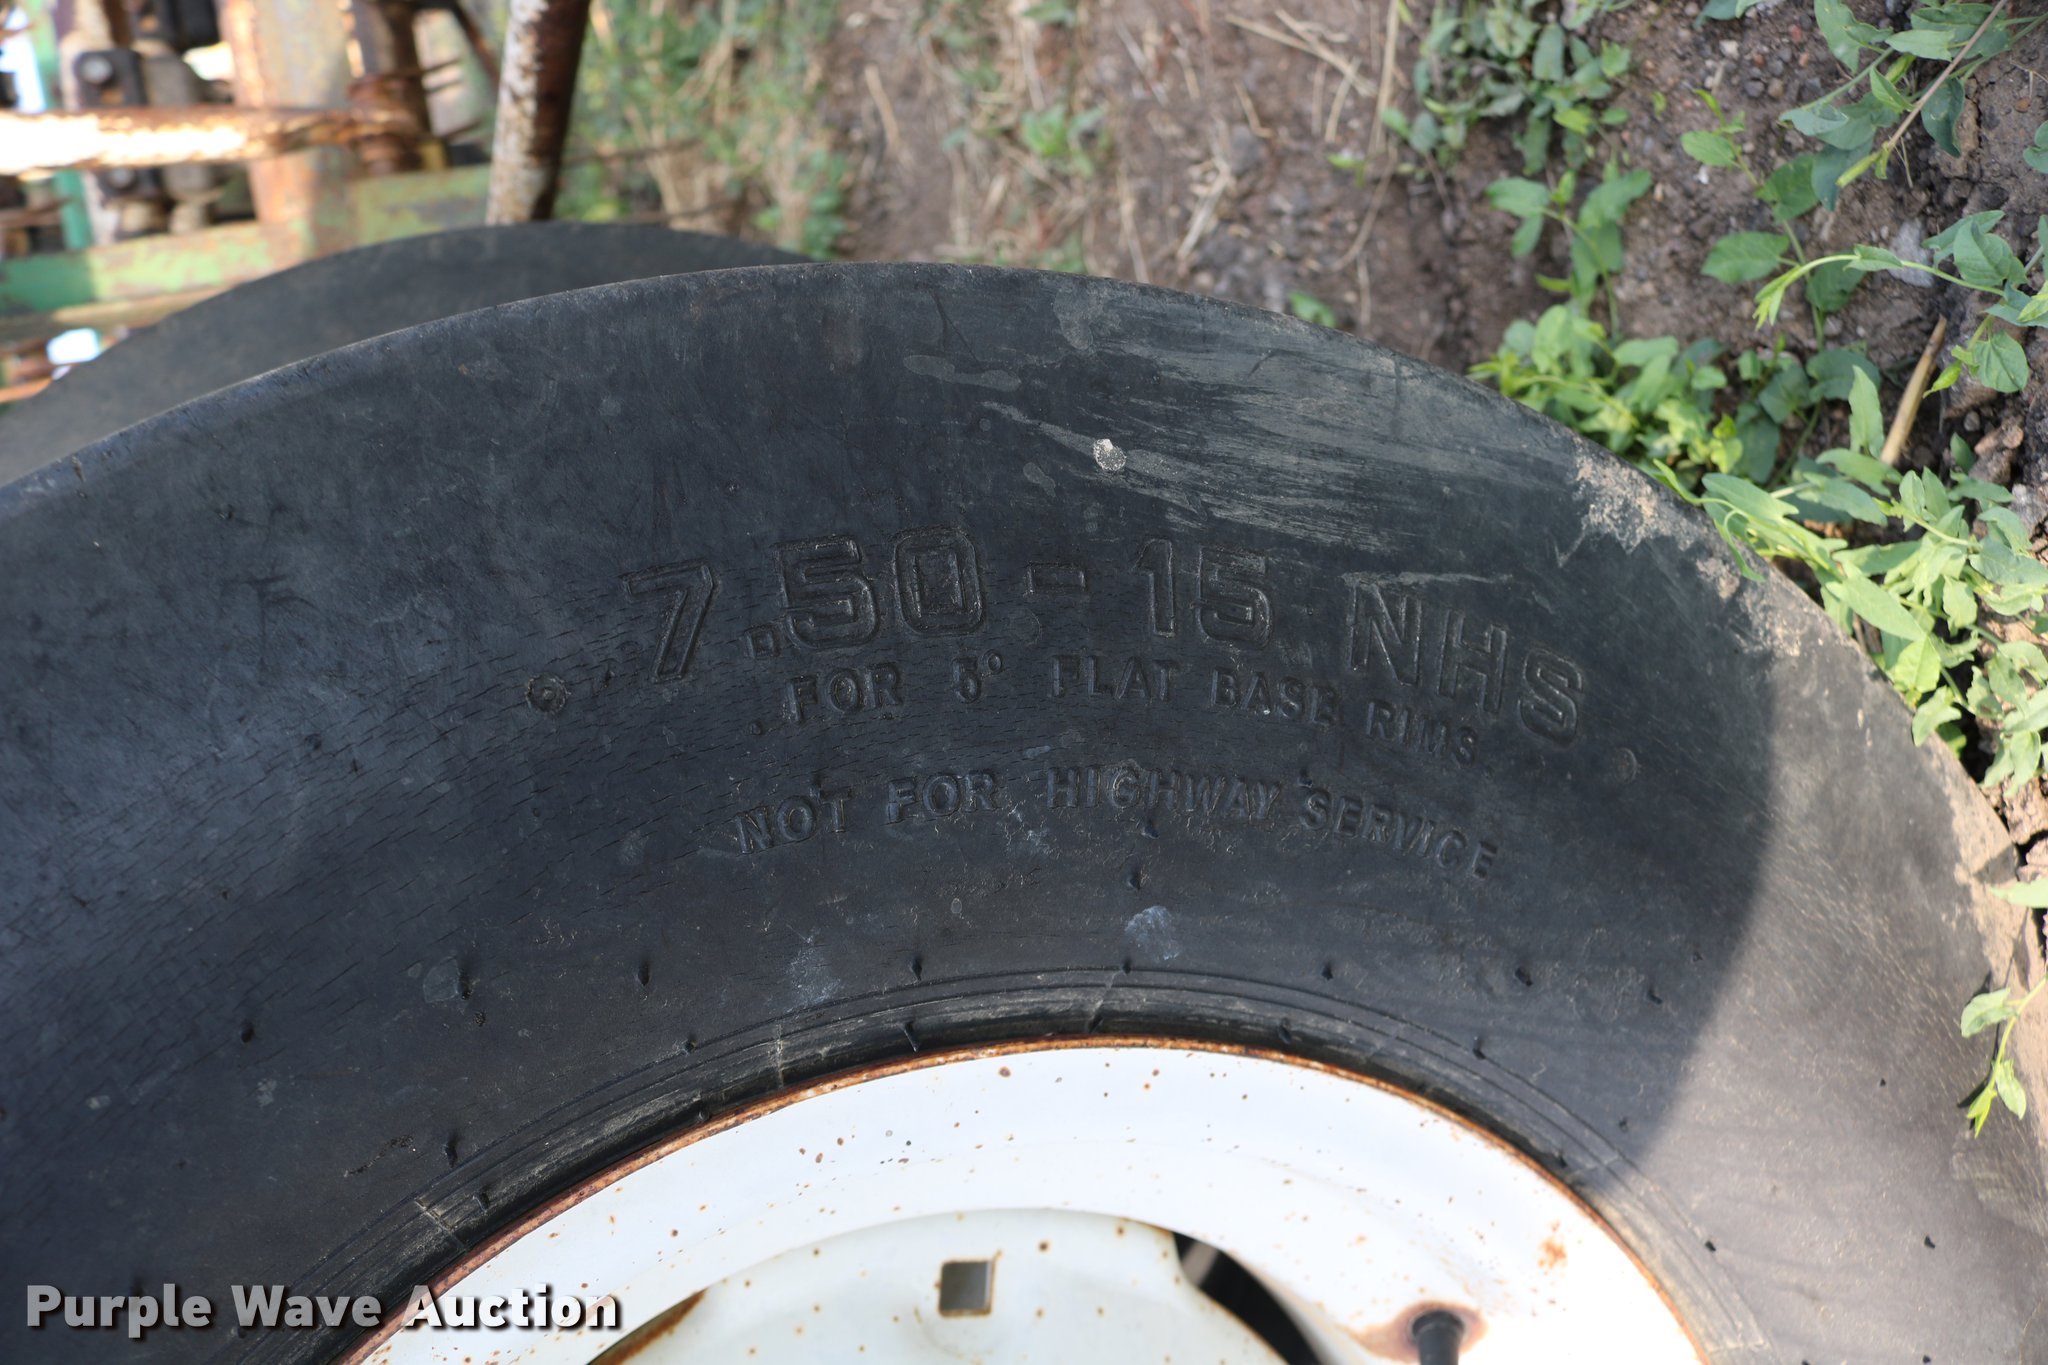 7.50-15 NHS
FOR 5° FLAT BASE RIMS
NOT FOR HIGHWAY SERVICE
Purple Wave Auction